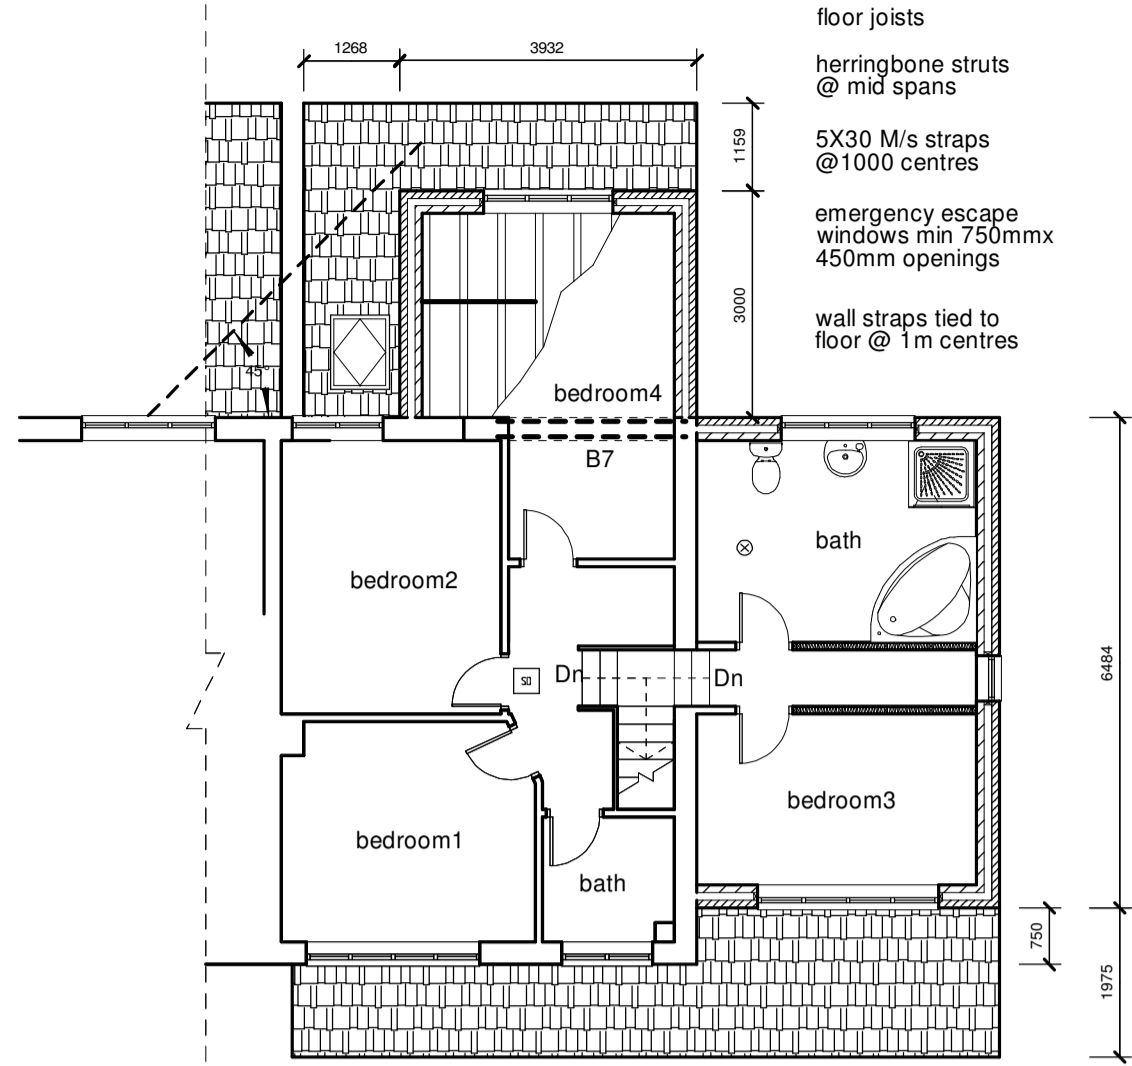 floor joists
herringbone struts
@ mid spans
5X30 M/s straps
@1000 centres
emergency escape
windows min 750mmx
450mm openings
wall straps tied to
floor @ 1m centres
1268
3932
1159
3000
45°
bedroom4
B7
bath
bedroom2
SD
Dn
Dn
6484
bedroom3
bedroom1
bath
750
1975